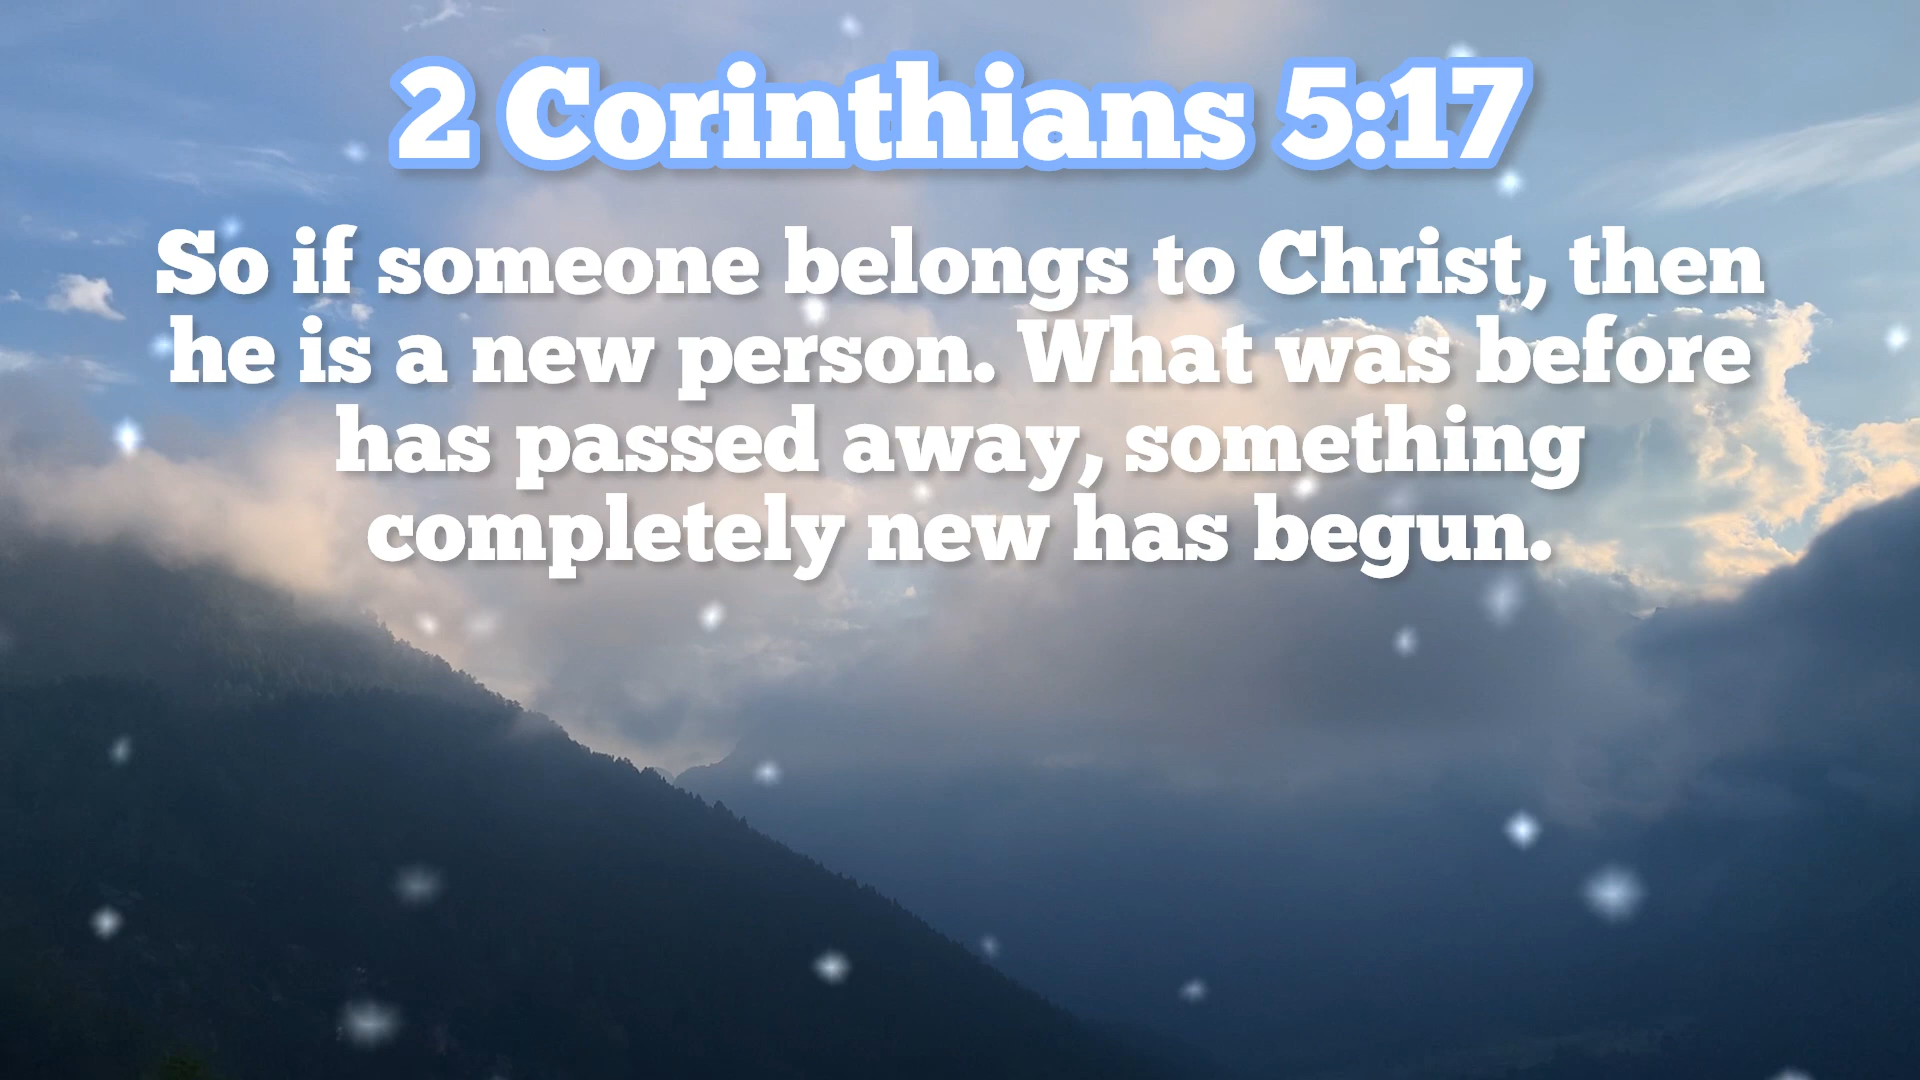 2 Corinthians 5:17
So if someone belongs to Christ, then
he is a new person. What was before
has passed away, something
completely new has begun.